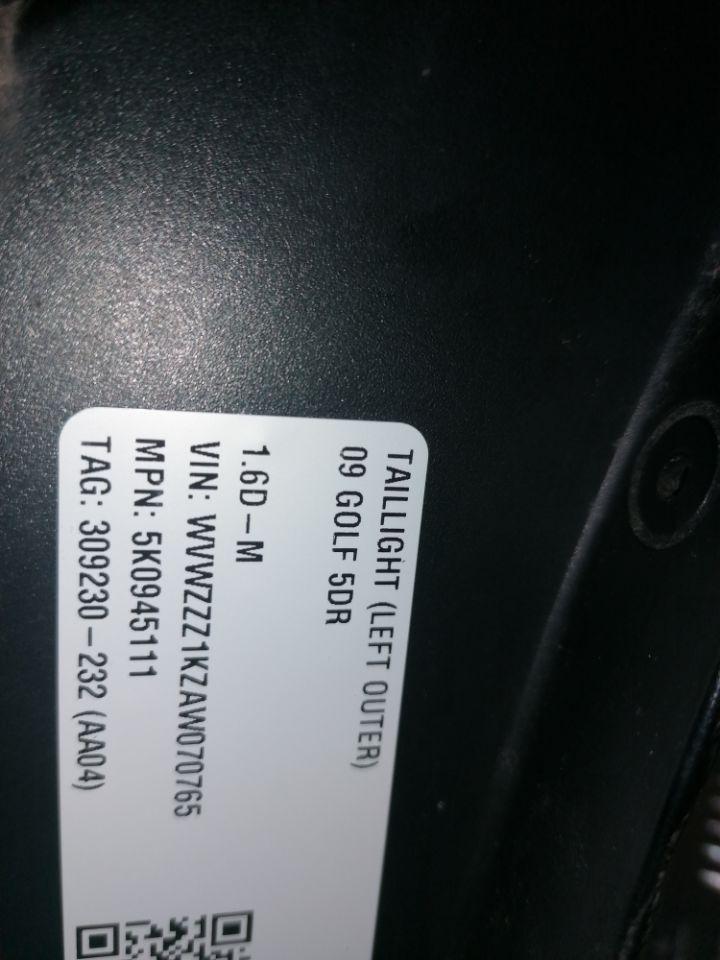 TAILLIGHT (LEFT OUTER)
09 GOLF 5DR
1.6D-M
VIN: WVWZZZ1KZAW070765
MPN: 5K0945111
TAG: 309230-232 (AA04)